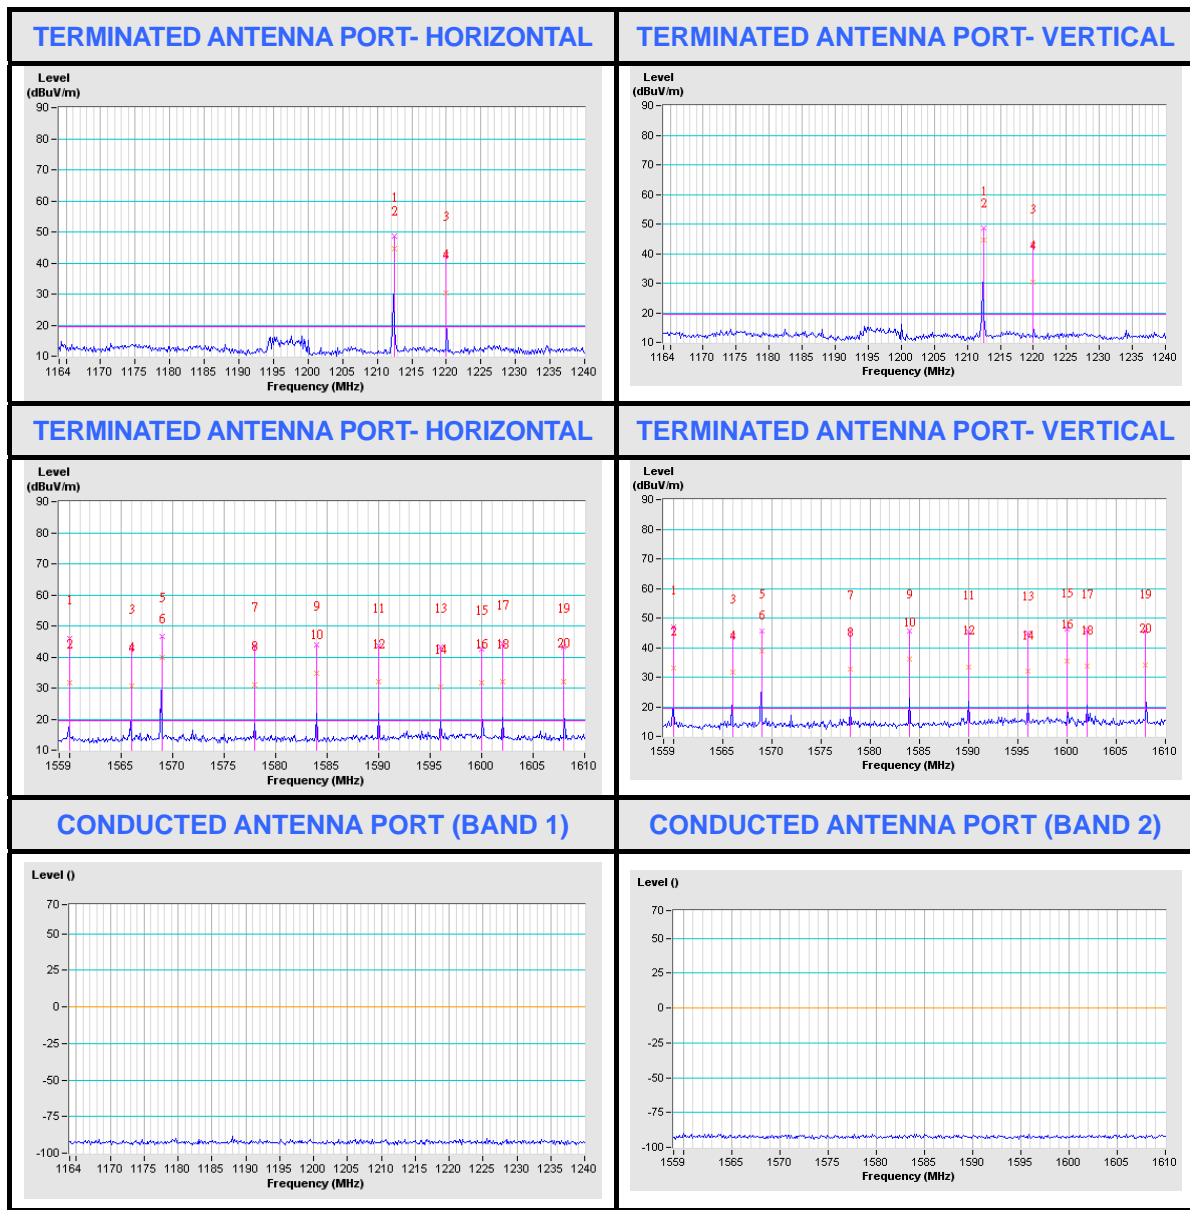 TERMINATED ANTENNA PORT- HORIZONTAL
TERMINATED ANTENNA PORT- VERTICAL
Level
(dBuV/m)
90
80
70
60
50
40
30
20
10
1 2 3 4
1164 1170 1175 1180 1185 1190 1195 1200 1205 1210 1215 1220 1225 1230 1235 1240
Frequency (MHz)
Level
(dBuV/m)
90
80
70
60
50
40
30
20
10
1 2 3 4
1164 1170 1175 1180 1185 1190 1195 1200 1205 1210 1215 1220 1225 1230 1235 1240
Frequency (MHz)
TERMINATED ANTENNA PORT- HORIZONTAL
TERMINATED ANTENNA PORT- VERTICAL
Level
(dBuV/m)
90
80
70
60
50
40
30
20
10
1 2 3 4 5 6 7 8 9 10 11 12 13 14 15 16 17 18 19 20
1559 1565 1570 1575 1580 1585 1590 1595 1600 1605 1610
Frequency (MHz)
Level
(dBuV/m)
90
80
70
60
50
40
30
20
10
1 2 3 4 5 6 7 8 9 10 11 12 13 14 15 16 17 18 19 20
1559 1565 1570 1575 1580 1585 1590 1595 1600 1605 1610
Frequency (MHz)
CONDUCTED ANTENNA PORT (BAND 1)
CONDUCTED ANTENNA PORT (BAND 2)
Level ()
70
50
25
0
-25
-50
-75
-100
1164 1170 1175 1180 1185 1190 1195 1200 1205 1210 1215 1220 1225 1230 1235 1240
Frequency (MHz)
Level ()
70
50
25
0
-25
-50
-75
-100
1559 1565 1570 1575 1580 1585 1590 1595 1600 1605 1610
Frequency (MHz)